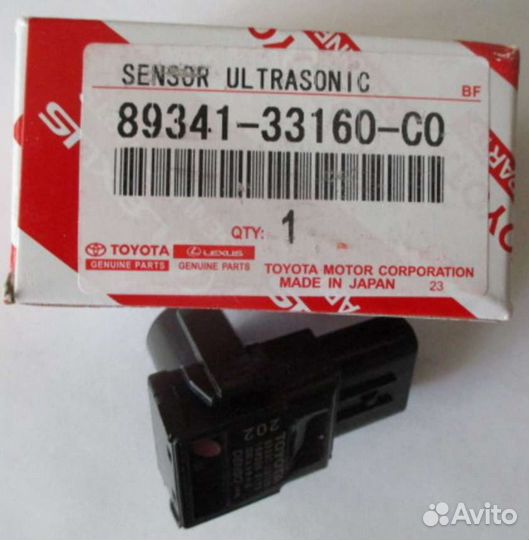 SENSOR ULTRASONIC
BF
89341-33160-C0
QTY: 1
TOYOTA LEXUS
GENUINE PARTS GENUINE PARTS
TOYOTA MOTOR CORPORATION
MADE IN JAPAN 23
TOYOTA
202
Avito